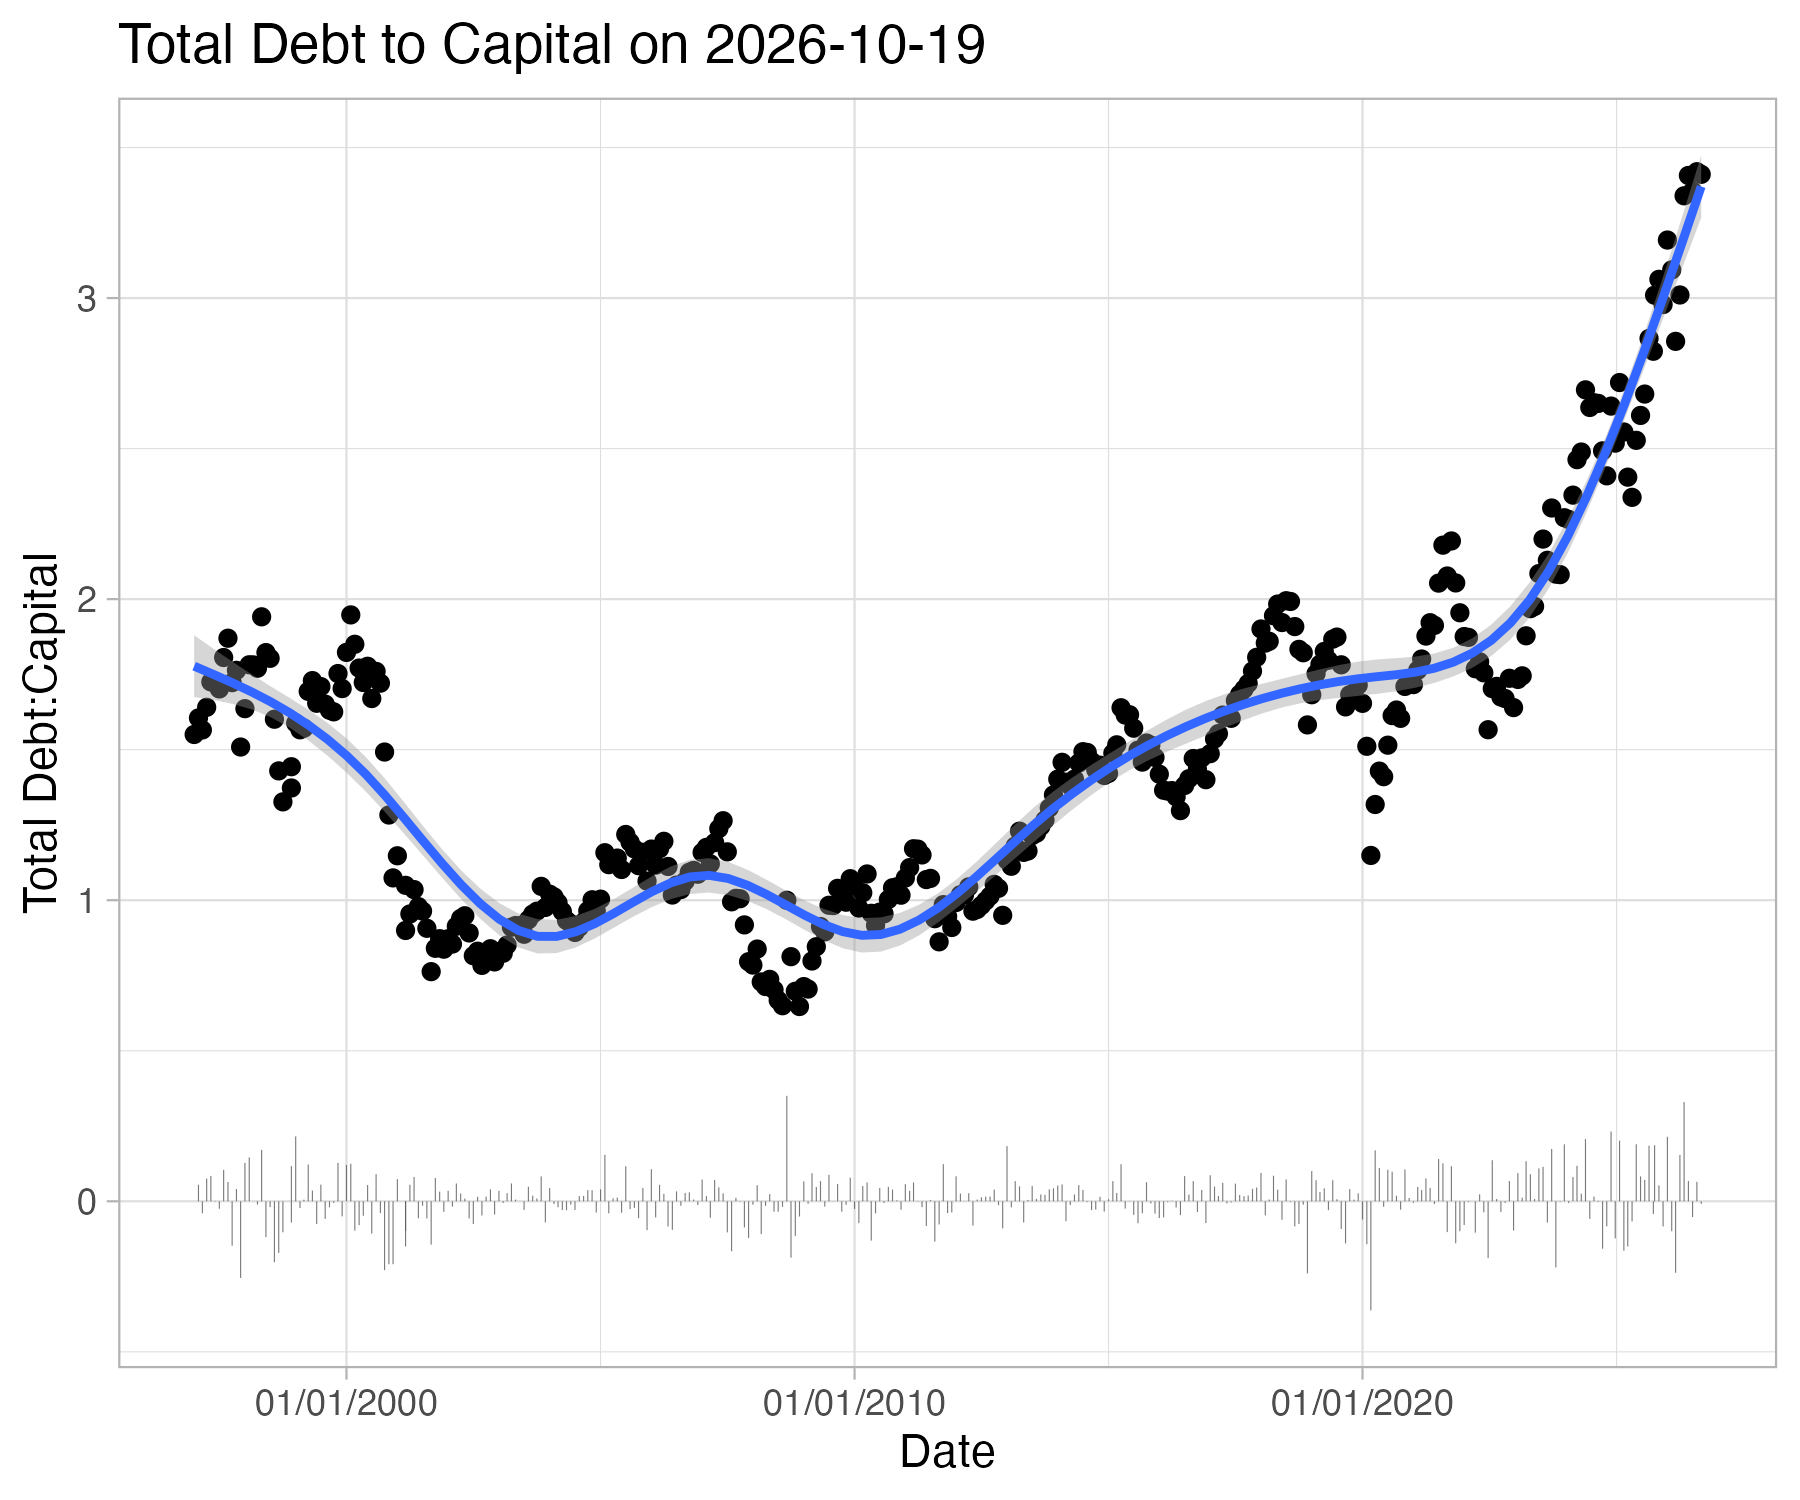 Total Debt to Capital on 2026-10-19
Total Debt:Capital
3
2
1
0
01/01/2000 01/01/2010 01/01/2020
Date